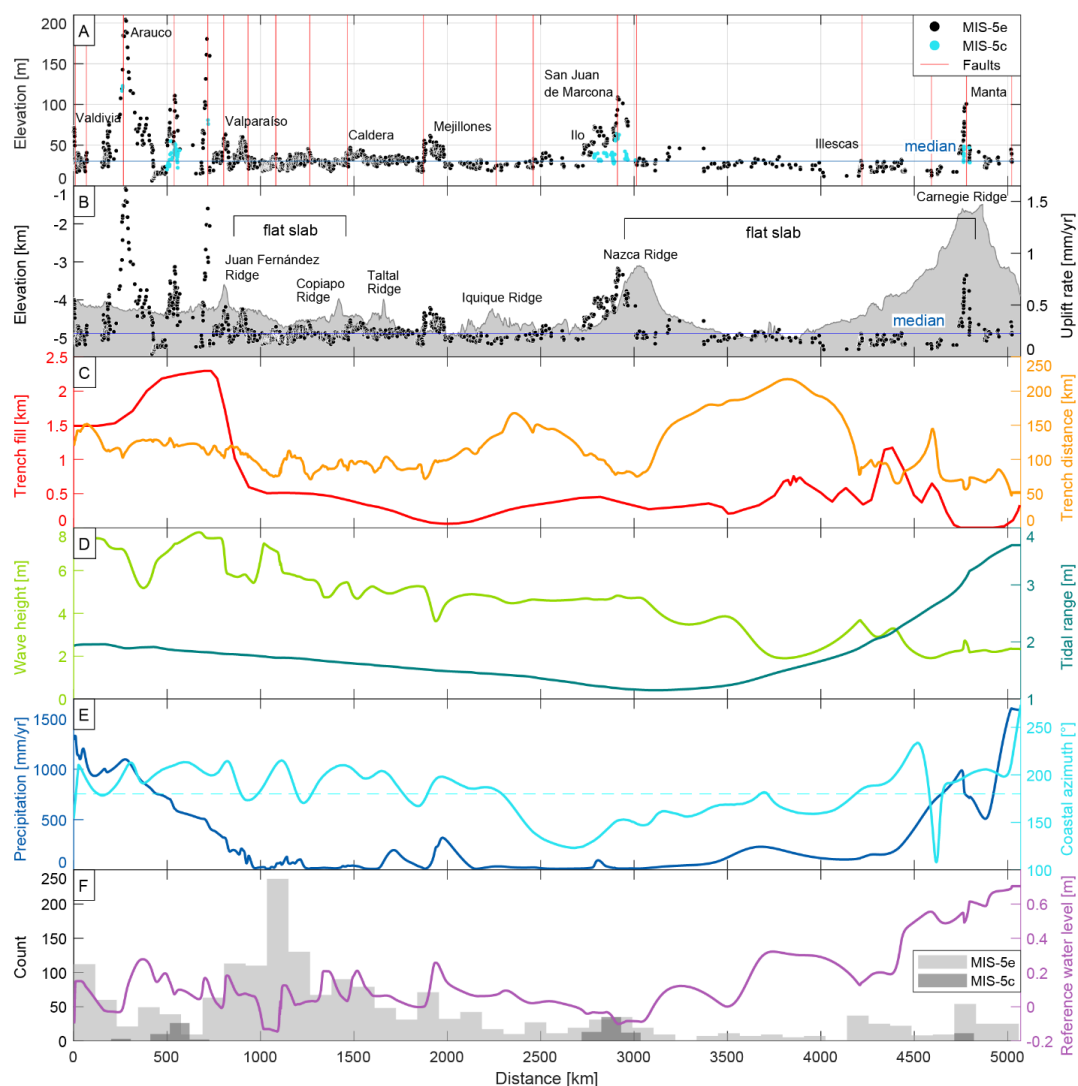 A
Elevation [m]
200
150
100
50
30
0
Valdivia
Arauco
Valparaíso
Caldera
Mejillones
Ilo
San Juan
de Marcona
Illescas
median
Manta
MIS-5e
MIS-5c
Faults
B
Elevation [km]
-1
-2
-3
-4
-5
flat slab
flat slab
Juan Fernández
Ridge
Copiapo
Ridge
Taltal
Ridge
Iquique Ridge
Nazca Ridge
Carnegie Ridge
median
1.5
1
0.5
0
Uplift rate [mm/yr]
C
Trench fill [km]
2.5
2
1.5
1
0.5
0
250
200
150
100
50
0
Trench distance [km]
D
Wave height [m]
8
6
4
2
0
4
3
2
1
Tidal range [m]
E
Precipitation [mm/yr]
1500
1000
500
0
250
200
150
100
Coastal azimuth [°]
F
Count
250
200
150
100
50
0
0.6
0.4
0.2
0
-0.2
Reference water level [m]
MIS-5e
MIS-5c
0 500 1000 1500 2000 2500 3000 3500 4000 4500 5000
Distance [km]